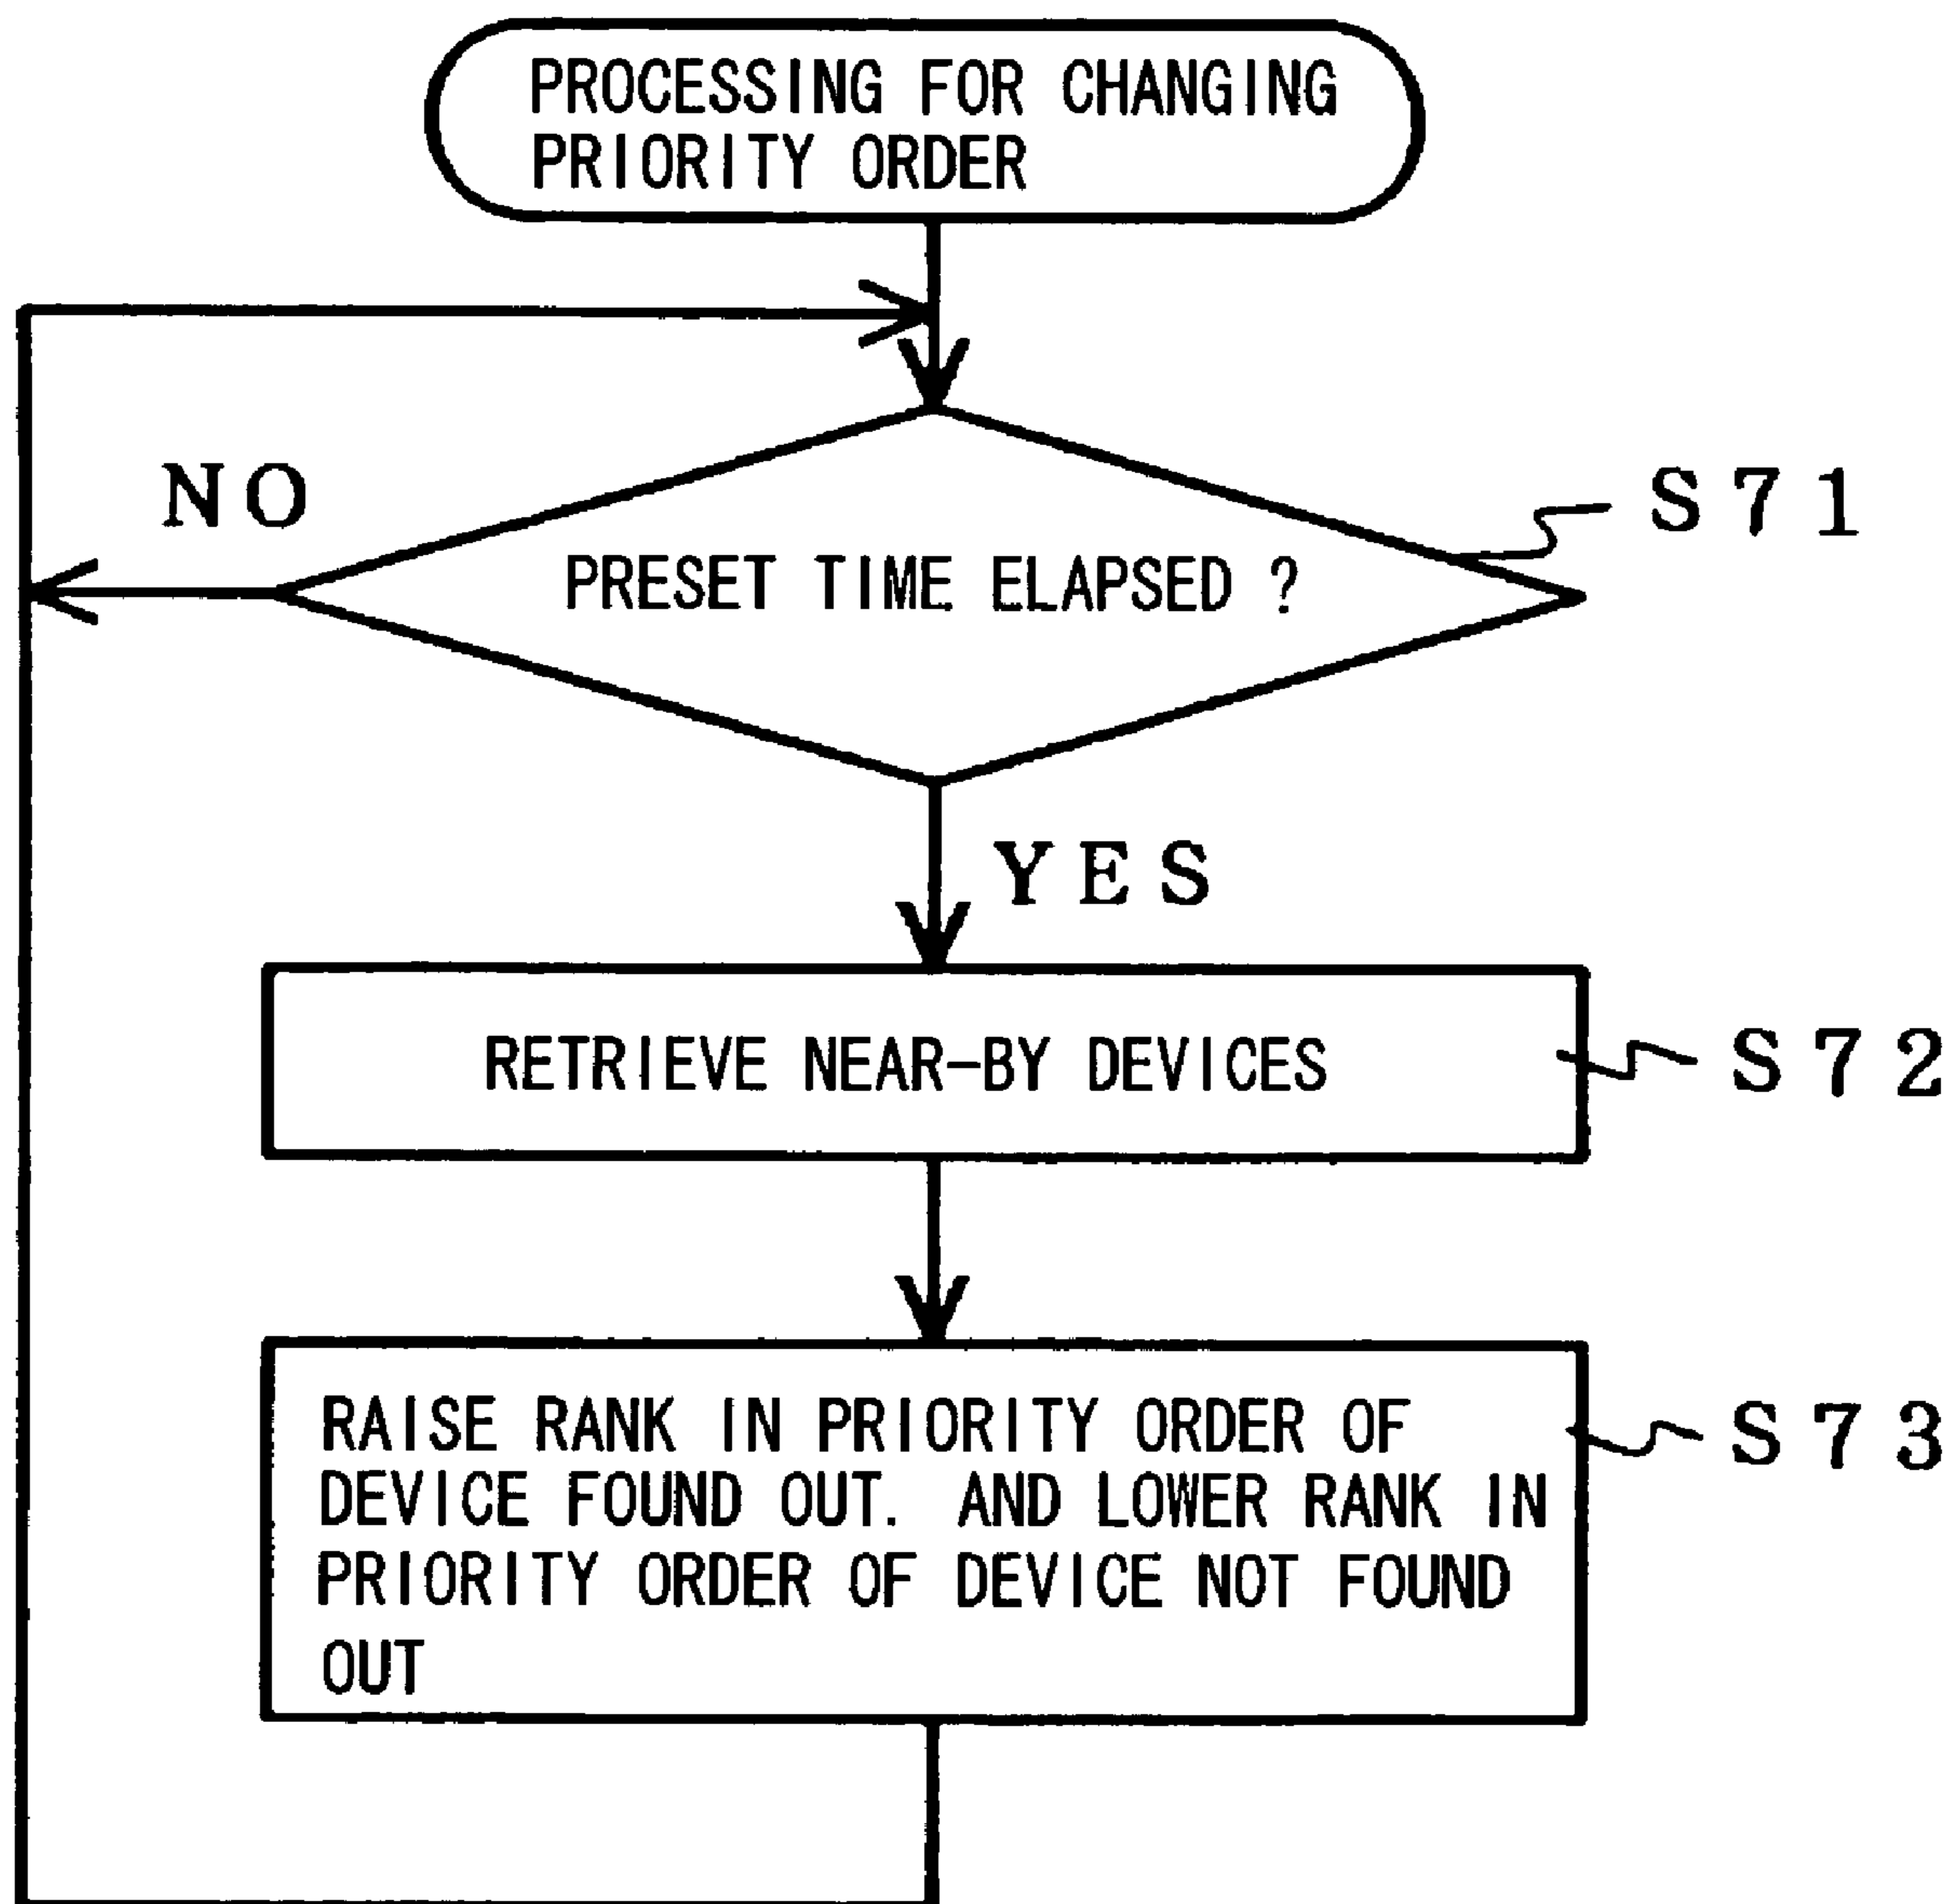 PROCESSING FOR CHANGING
PRIORITY ORDER
NO
S71
PRESET TIME ELAPSED ?
YES
RETRIEVE NEAR-BY DEVICES
S72
RAISE RANK IN PRIORITY ORDER OF
DEVICE FOUND OUT. AND LOWER RANK IN
PRIORITY ORDER OF DEVICE NOT FOUND
OUT
S73